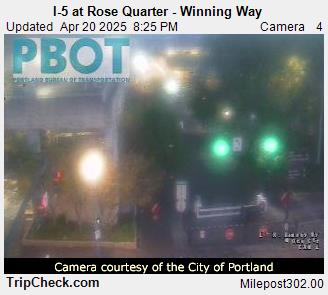 I-5 at Rose Quarter - Winning Way
Updated  Apr 20 2025  8:25 PM
Camera  4
PBOT
PORTLAND BUREAU OF TRANSPORTATION
Camera courtesy of the City of Portland
TripCheck.com
Milepost302.00